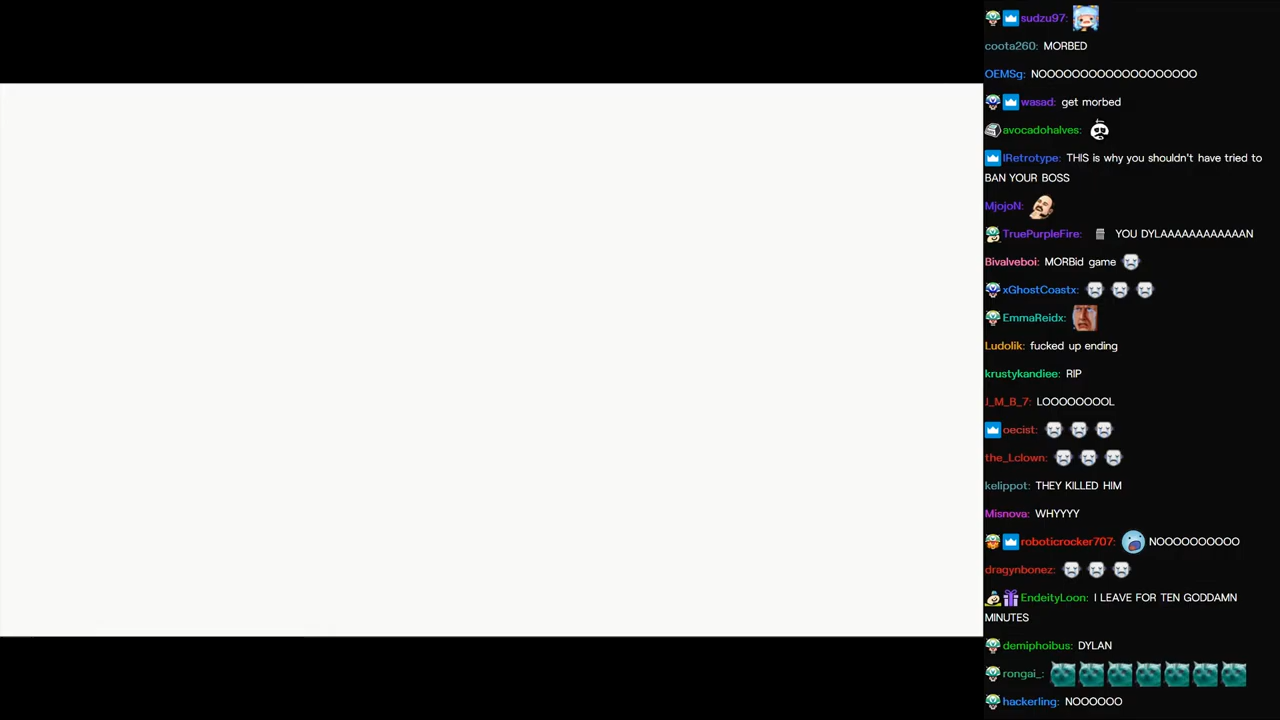 sudzu97:
coota260: MORBED
OEMSg: NOOOOOOOOOOOOOOOOOOO
wasad: get morbed
avocadohalves:
IRetrotype: THIS is why you shouldn't have tried to
BAN YOUR BOSS
MjojoN:
TruePurpleFire: YOU DYLAAAAAAAAAAAN
Bivalveboi: MORBid game
xGhostCoastx:
EmmaReidx:
Ludolik: fucked up ending
krustykandiee: RIP
J_M_B_7: LOOOOOOOOL
oecist:
the_Lclown:
kelippot: THEY KILLED HIM
Misnova: WHYYYY
roboticrocker707: NOOOOOOOOOO
dragynbonez:
EndeityLoon: I LEAVE FOR TEN GODDAMN
MINUTES
demiphoibus: DYLAN
rongai_:
hackerling: NOOOOOO